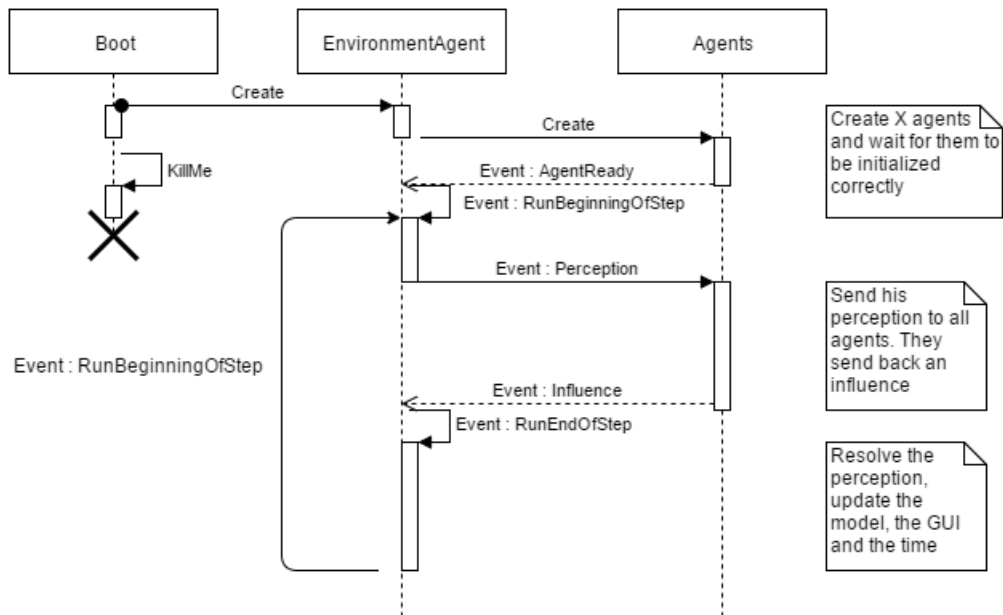 Boot
EnvironmentAgent
Agents
Create
Create
Create X agents
and wait for them to
be initialized
correctly
KillMe
Event : AgentReady
Event : RunBeginningOfStep
Event : Perception
Send his
perception to all
agents. They
send back an
influence
Event : RunBeginningOfStep
Event : Influence
Event : RunEndOfStep
Resolve the
perception,
update the
model, the GUI
and the time